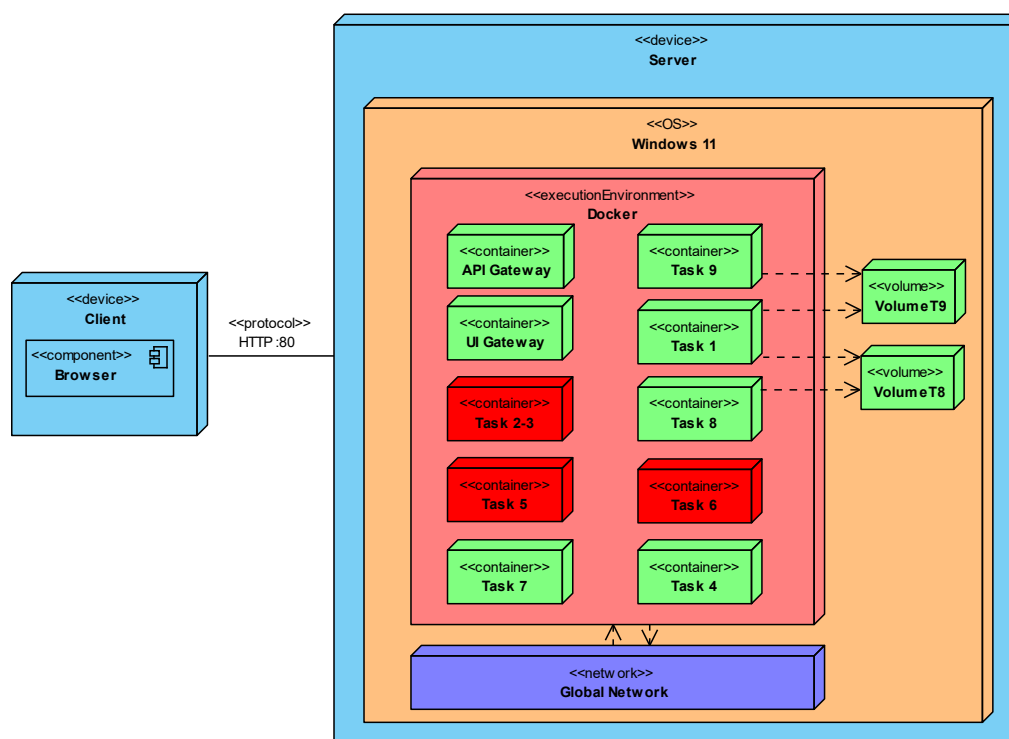 <<device>>
Server
<<OS>>
Windows 11
<<executionEnvironment>>
Docker
<<container>>
API Gateway
<<container>>
Task 9
<<container>>
UI Gateway
<<container>>
Task 1
<<container>>
Task 2-3
<<container>>
Task 8
<<container>>
Task 5
<<container>>
Task 6
<<container>>
Task 7
<<container>>
Task 4
<<volume>>
VolumeT9
<<volume>>
VolumeT8
<<network>>
Global Network
<<device>>
Client
<<component>>
Browser
<<protocol>>
HTTP :80